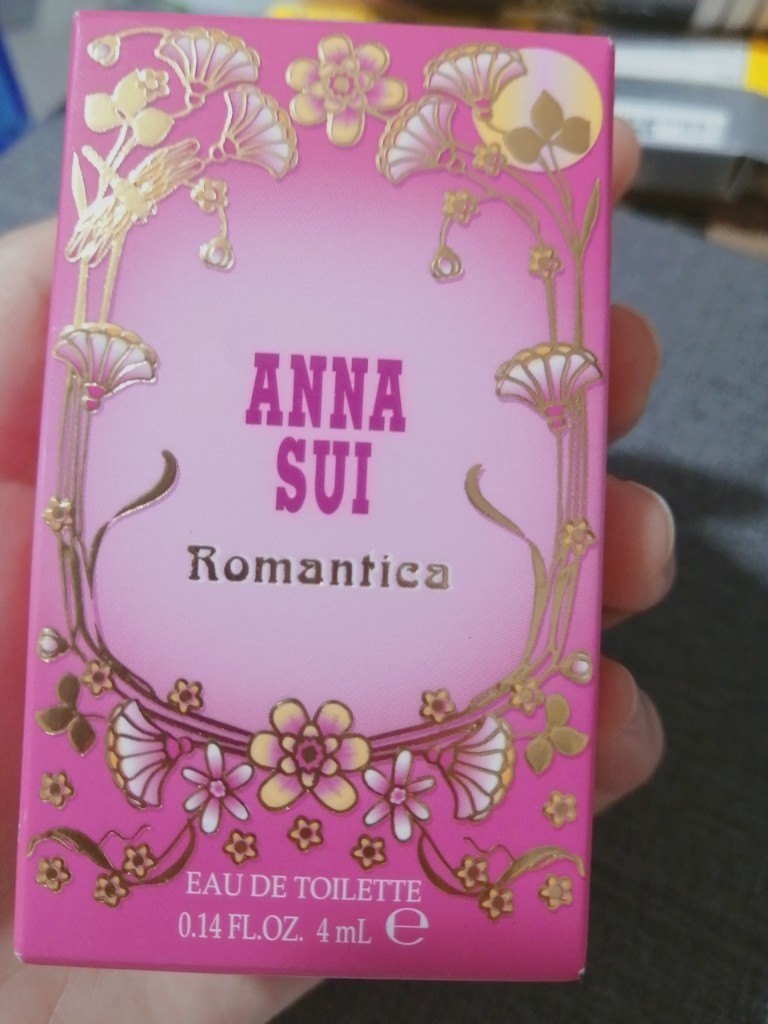 ANNA
SUI
Romantica
EAU DE TOILETTE
0.14 FL.OZ. 4 mL ℮